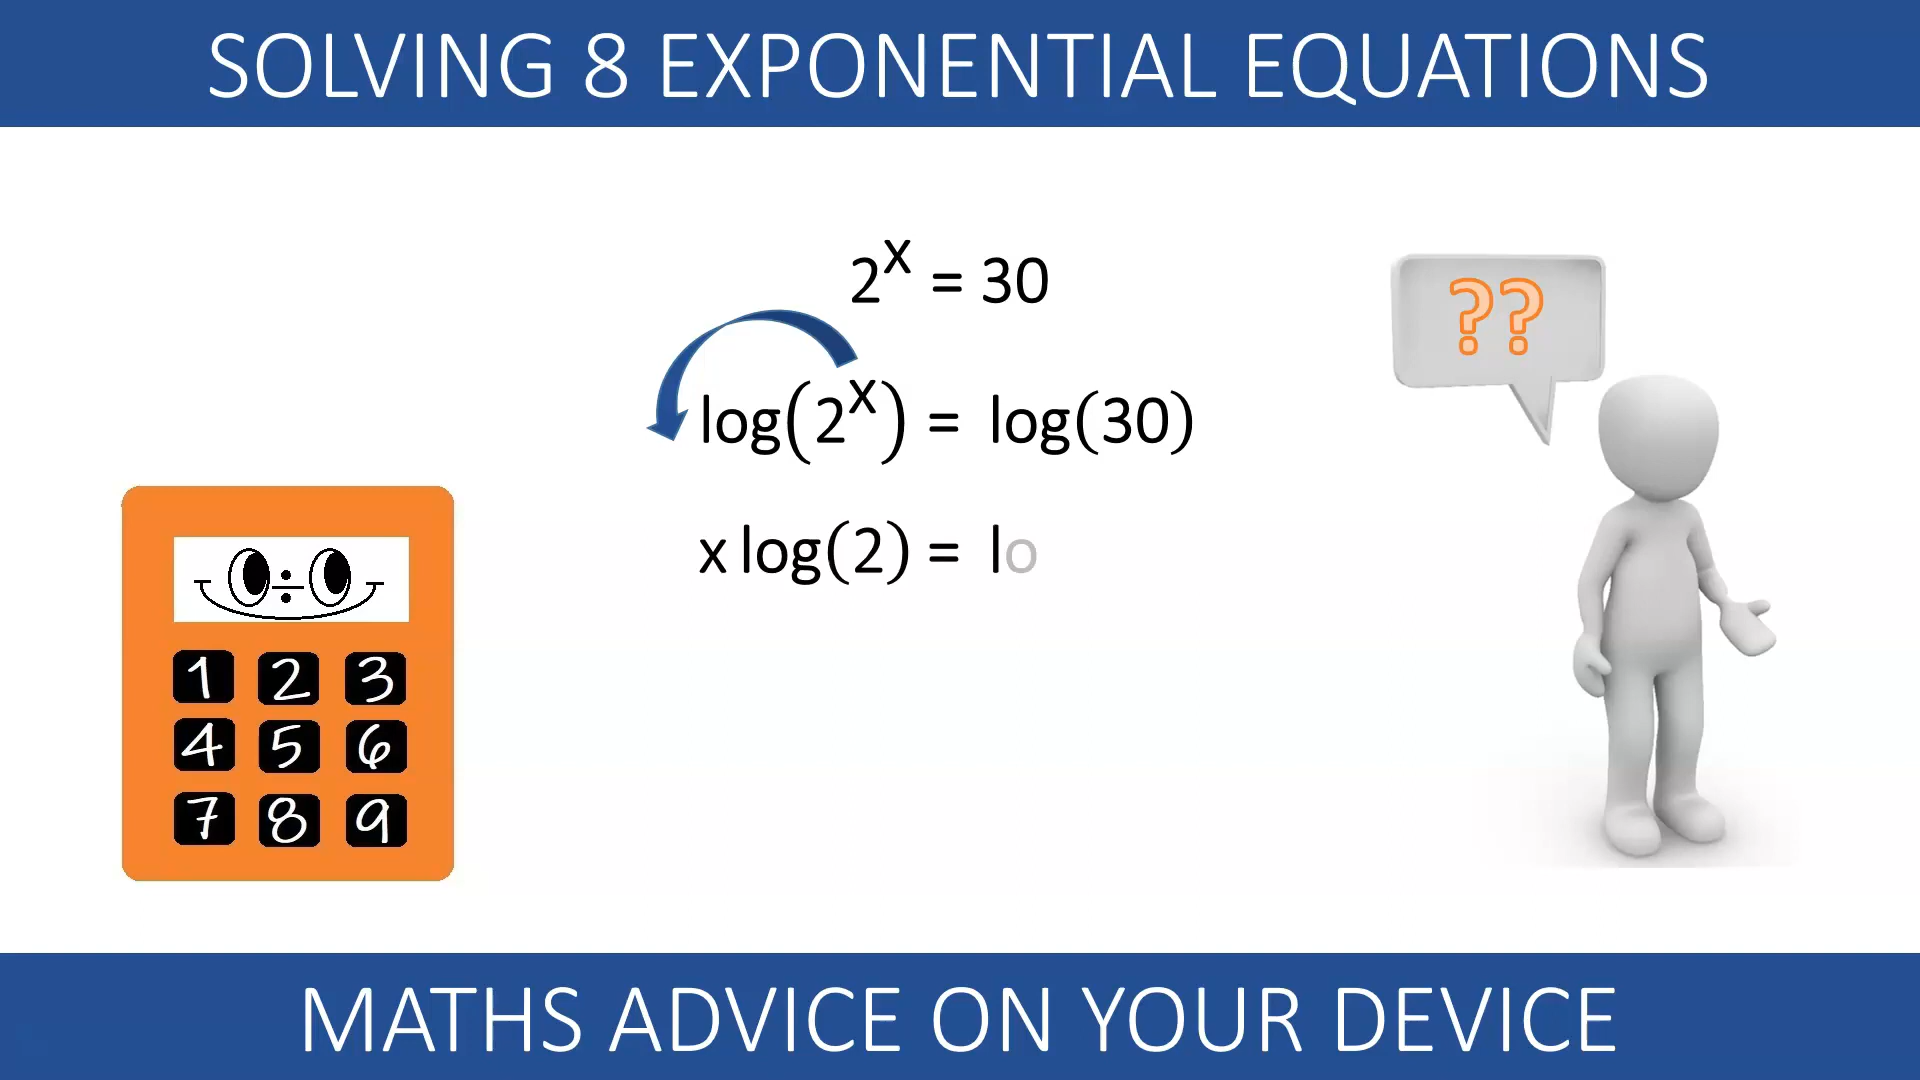 SOLVING 8 EXPONENTIAL EQUATIONS
2^x = 30
??
log(2^x) = log(30)
x log(2) = lo
1 2 3
4 5 6
7 8 9
MATHS ADVICE ON YOUR DEVICE